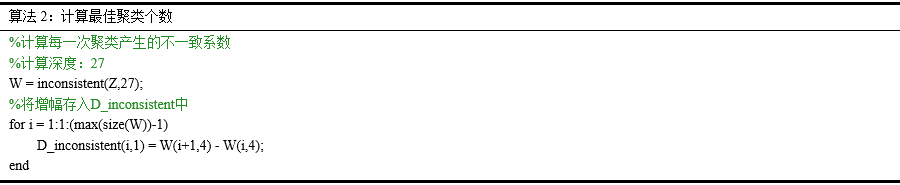 算法 2：计算最佳聚类个数
%计算每一次聚类产生的不一致系数
%计算深度：27
W = inconsistent(Z,27);
%将增幅存入D_inconsistent中
for i = 1:1:(max(size(W))-1)
D_inconsistent(i,1) = W(i+1,4) - W(i,4);
end